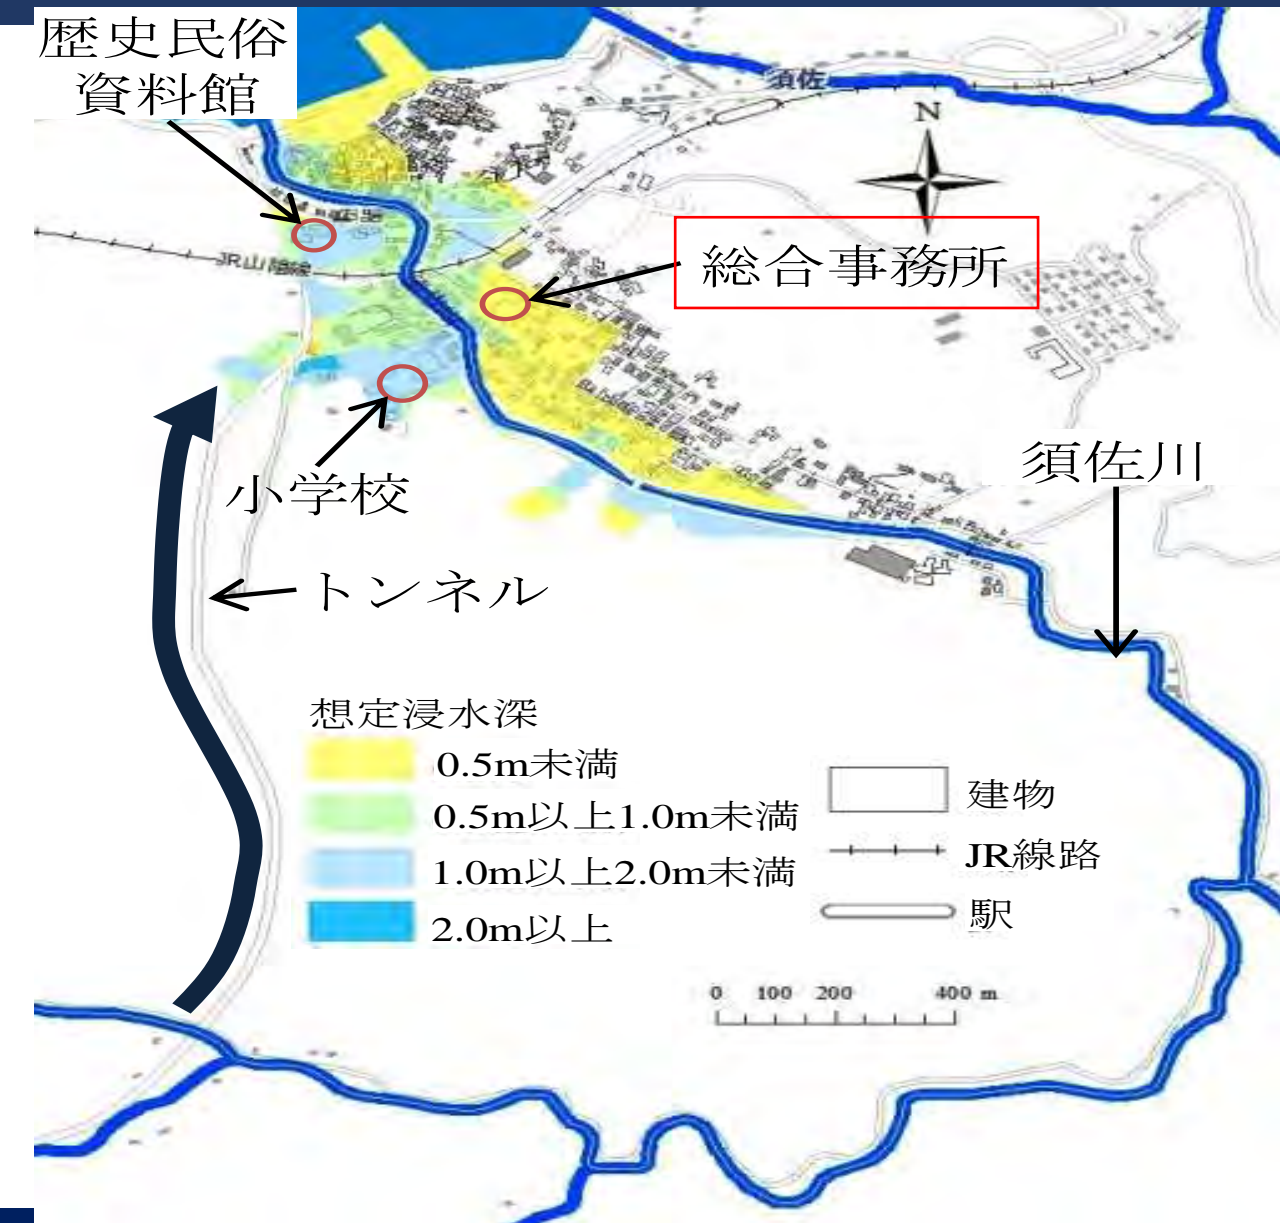 歴史民俗
資料館
須佐
N
JR山陰線
総合事務所
小学校
須佐川
トンネル
想定浸水深
0.5m未満
0.5m以上1.0m未満
1.0m以上2.0m未満
2.0m以上
建物
JR線路
駅
0 100 200 400 m